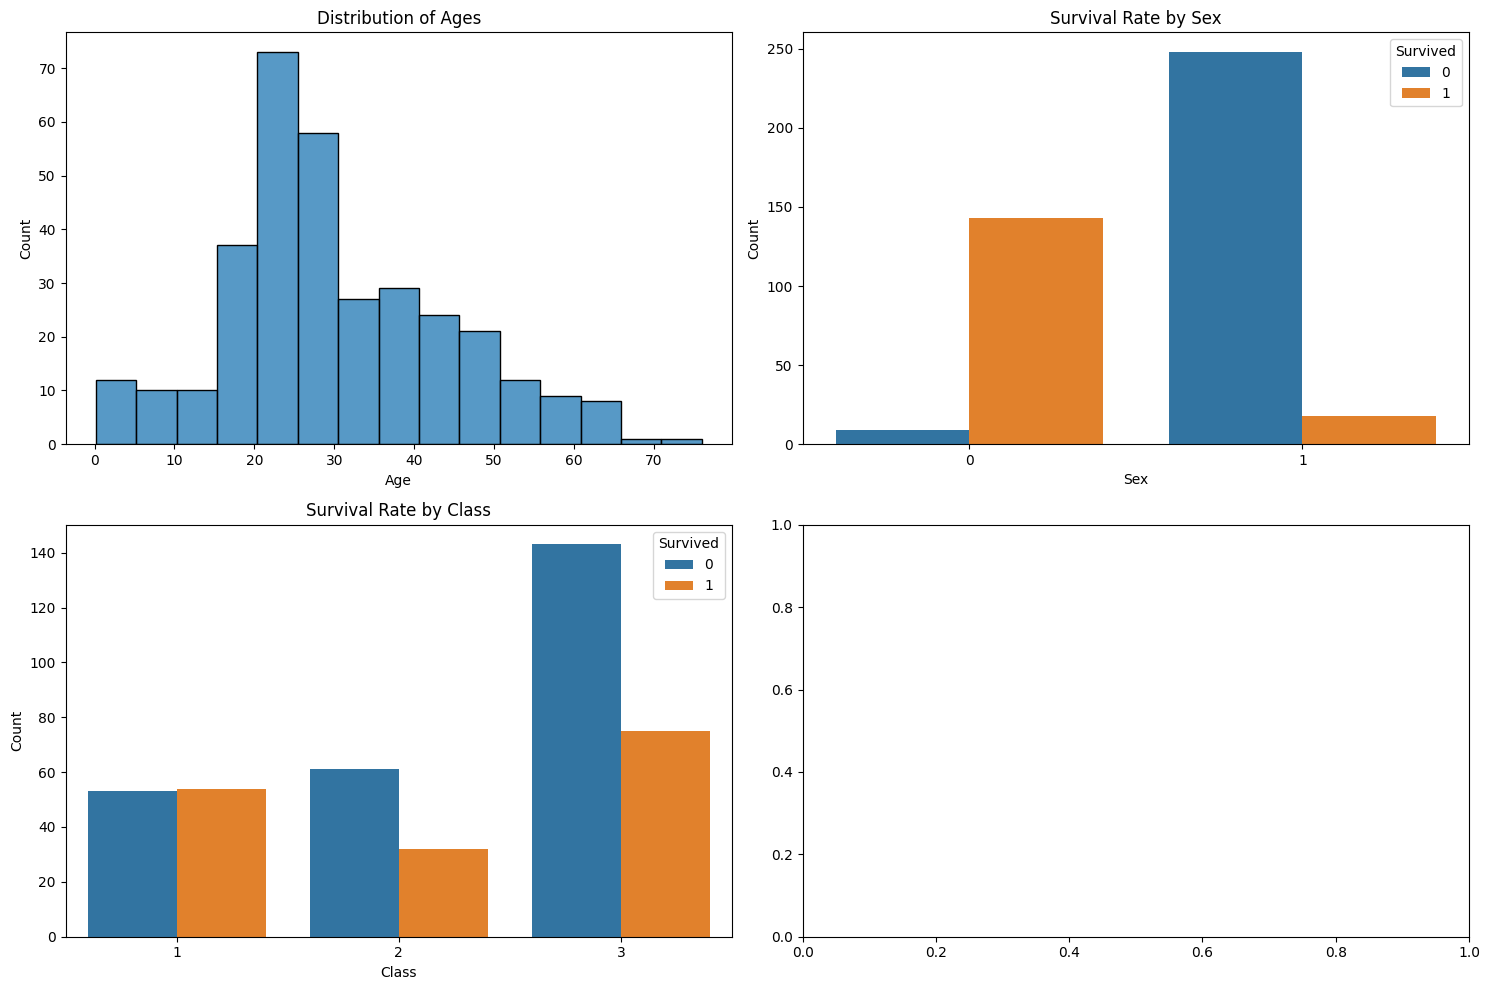 Distribution of Ages
70
60
50
40
30
20
10
0
Count
0 10 20 30 40 50 60 70
Age
Survival Rate by Sex
250
200
150
100
50
0
Count
Survived
0
1
0 1
Sex
Survival Rate by Class
140
120
100
80
60
40
20
0
Count
Survived
0
1
1 2 3
Class
1.0
0.8
0.6
0.4
0.2
0.0
0.0 0.2 0.4 0.6 0.8 1.0